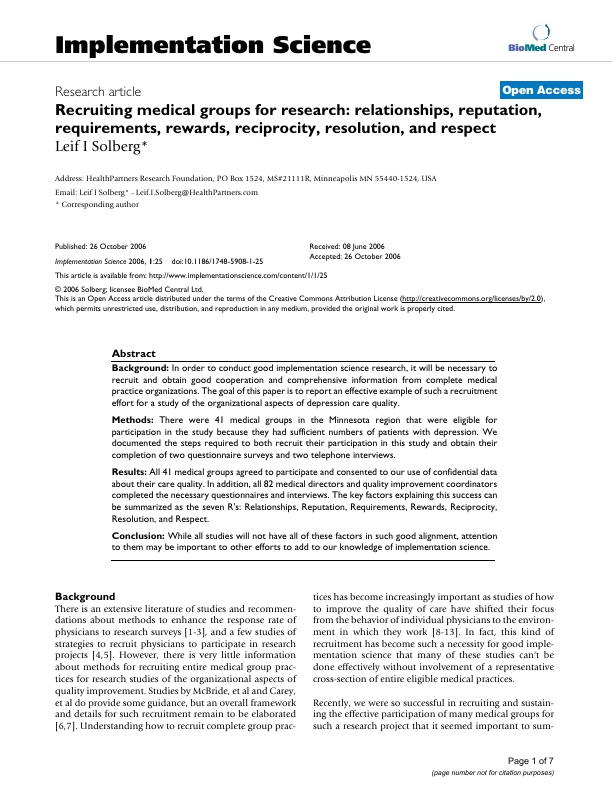 Implementation Science
BioMed Central
Research article
Open Access
Recruiting medical groups for research: relationships, reputation,
requirements, rewards, reciprocity, resolution, and respect
Leif I Solberg*
Address: HealthPartners Research Foundation, PO Box 1524, MS#21111R, Minneapolis MN 55440-1524, USA
Email: Leif I Solberg* - Leif.I.Solberg@HealthPartners.com
* Corresponding author
Published: 26 October 2006
Received: 08 June 2006
Accepted: 26 October 2006
Implementation Science 2006, 1:25 doi:10.1186/1748-5908-1-25
This article is available from: http://www.implementationscience.com/content/1/1/25
© 2006 Solberg; licensee BioMed Central Ltd.
This is an Open Access article distributed under the terms of the Creative Commons Attribution License (http://creativecommons.org/licenses/by/2.0),
which permits unrestricted use, distribution, and reproduction in any medium, provided the original work is properly cited.
Abstract
Background: In order to conduct good implementation science research, it will be necessary to
recruit and obtain good cooperation and comprehensive information from complete medical
practice organizations. The goal of this paper is to report an effective example of such a recruitment
effort for a study of the organizational aspects of depression care quality.
Methods: There were 41 medical groups in the Minnesota region that were eligible for
participation in the study because they had sufficient numbers of patients with depression. We
documented the steps required to both recruit their participation in this study and obtain their
completion of two questionnaire surveys and two telephone interviews.
Results: All 41 medical groups agreed to participate and consented to our use of confidential data
about their care quality. In addition, all 82 medical directors and quality improvement coordinators
completed the necessary questionnaires and interviews. The key factors explaining this success can
be summarized as the seven R's: Relationships, Reputation, Requirements, Rewards, Reciprocity,
Resolution, and Respect.
Conclusion: While all studies will not have all of these factors in such good alignment, attention
to them may be important to other efforts to add to our knowledge of implementation science.
Background
There is an extensive literature of studies and recommen-
dations about methods to enhance the response rate of
physicians to research surveys [1-3], and a few studies of
strategies to recruit physicians to participate in research
projects [4,5]. However, there is very little information
about methods for recruiting entire medical group prac-
tices for research studies of the organizational aspects of
quality improvement. Studies by McBride, et al and Carey,
et al do provide some guidance, but an overall framework
and details for such recruitment remain to be elaborated
[6,7]. Understanding how to recruit complete group prac-
tices has become increasingly important as studies of how
to improve the quality of care have shifted their focus
from the behavior of individual physicians to the environ-
ment in which they work [8-13]. In fact, this kind of
recruitment has become such a necessity for good imple-
mentation science that many of these studies can't be
done effectively without involvement of a representative
cross-section of entire eligible medical practices.
Recently, we were so successful in recruiting and sustain-
ing the effective participation of many medical groups for
such a research project that it seemed important to sum-
Page 1 of 7
(page number not for citation purposes)